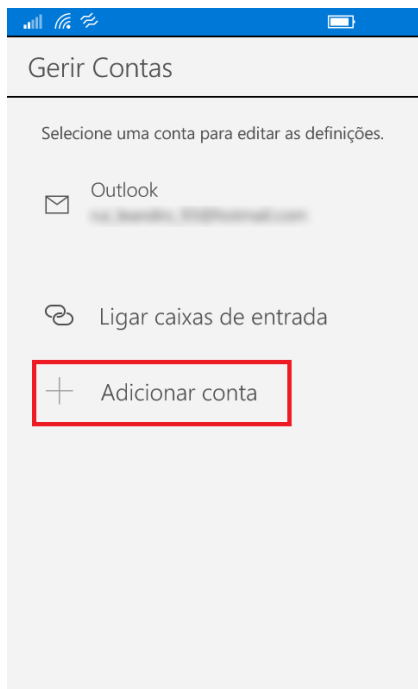 Gerir Contas
Selecione uma conta para editar as definições.
Outlook
Ligar caixas de entrada
Adicionar conta